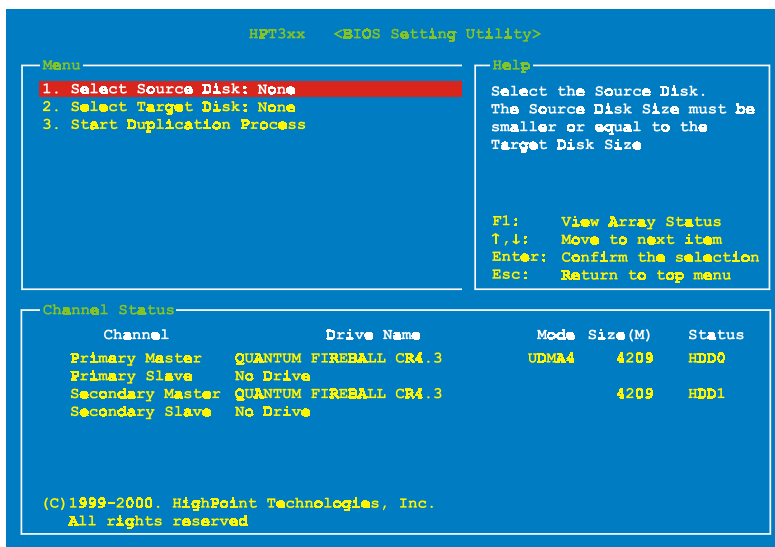 HPT3xx <BIOS Setting Utility>
Menu
1. Select Source Disk: None
2. Select Target Disk: None
3. Start Duplication Process
Help
Select the Source Disk.
The Source Disk Size must be
smaller or equal to the
Target Disk Size
F1: View Array Status
↑,↓: Move to next item
Enter: Confirm the selection
Esc: Return to top menu
Channel Status
Channel Drive Name Mode Size(M) Status
Primary Master QUANTUM FIREBALL CR4.3 UDMA4 4209 HDD0
Primary Slave No Drive
Secondary Master QUANTUM FIREBALL CR4.3 4209 HDD1
Secondary Slave No Drive
(C)1999-2000. HighPoint Technologies, Inc.
All rights reserved